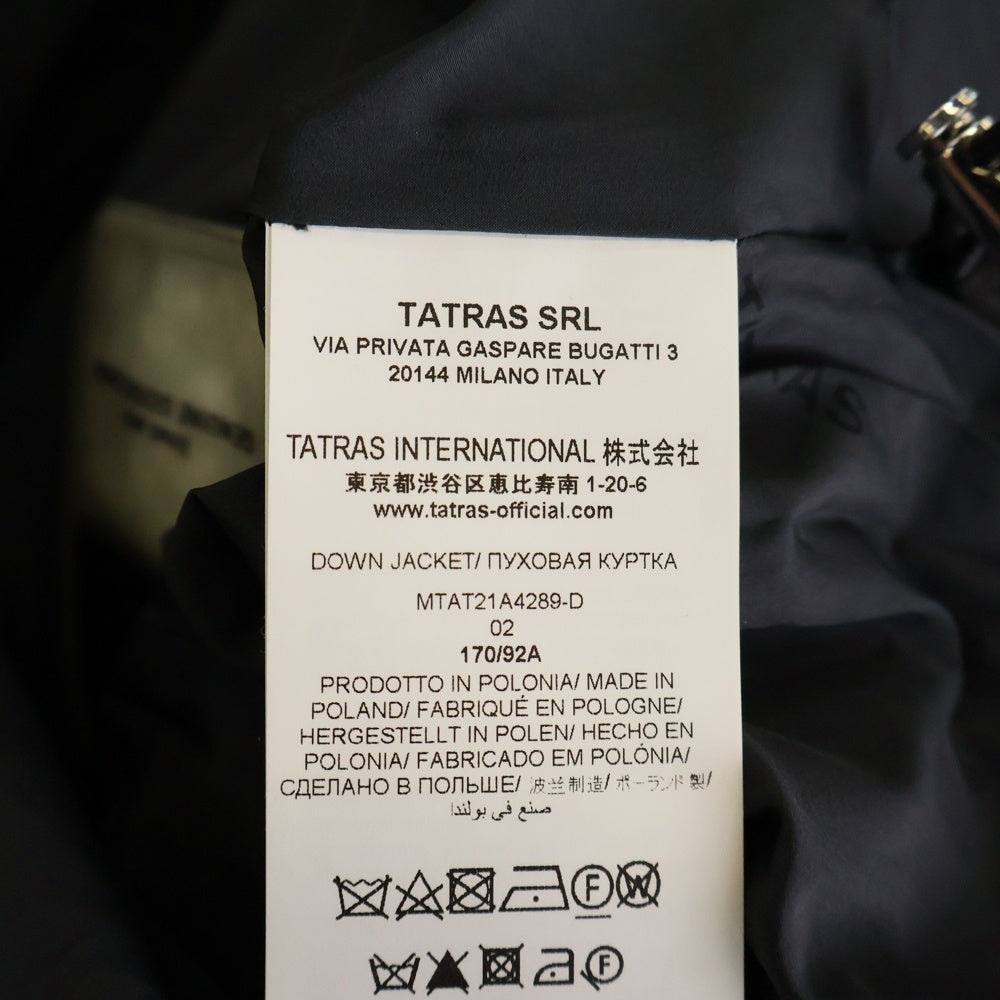 TATRAS SRL
VIA PRIVATA GASPARE BUGATTI 3
20144 MILANO ITALY
TATRAS INTERNATIONAL 株式会社
東京都渋谷区恵比寿南 1-20-6
www.tatras-official.com
DOWN JACKET/ ПУХОВАЯ КУРТКА
MTAT21A4289-D
02
170/92A
PRODOTTO IN POLONIA/ MADE IN
POLAND/ FABRIQUÉ EN POLOGNE/
HERGESTELLT IN POLEN/ HECHO EN
POLONIA/ FABRICADO EM POLÓNIA/
СДЕЛАНО В ПОЛЬШЕ/ 波兰制造/ ポーランド製/
صنع في بولندا
F W
F